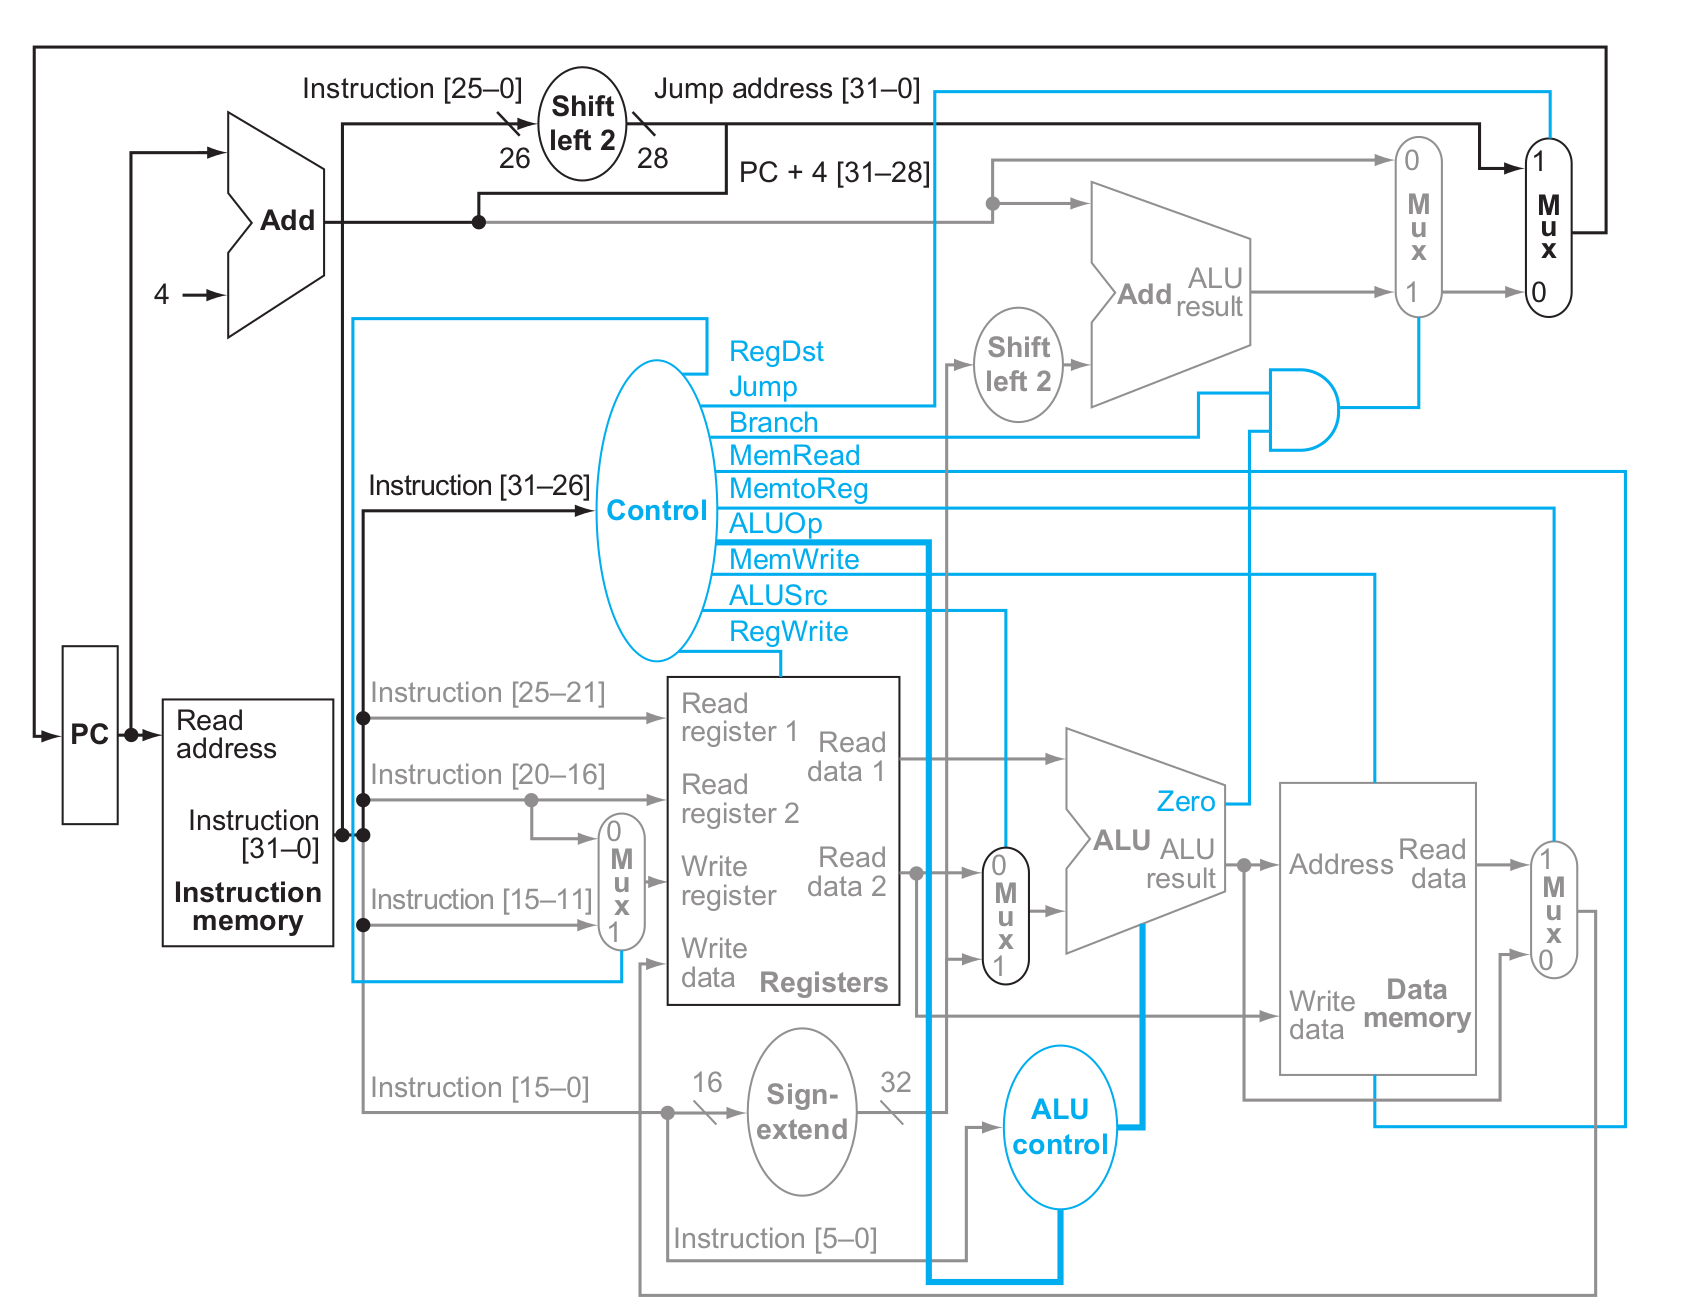 Instruction [25–0]
Shift
left 2
Jump address [31–0]
26
28
PC + 4 [31–28]
Add
4
0
M
u
x
1
1
M
u
x
0
Add
ALU
result
Shift
left 2
RegDst
Jump
Branch
MemRead
MemtoReg
ALUOp
MemWrite
ALUSrc
RegWrite
Instruction [31–26]
Control
PC
Read
address
Instruction
[31–0]
Instruction
memory
Instruction [25–21]
Instruction [20–16]
Instruction [15–11]
0
M
u
x
1
Read
register 1
Read
register 2
Write
register
Write
data
Read
data 1
Read
data 2
Registers
0
M
u
x
1
Zero
ALU
ALU
result
Address
Read
data
Write
data
Data
memory
1
M
u
x
0
Instruction [15–0]
16
Sign-
extend
32
ALU
control
Instruction [5–0]